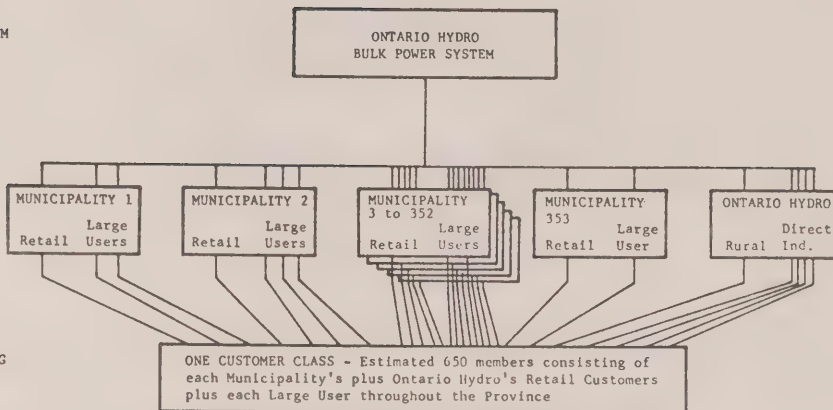 M
ONTARIO HYDRO
BULK POWER SYSTEM
MUNICIPALITY 1
Large
Retail Users
MUNICIPALITY 2
Large
Retail Users
MUNICIPALITY
3 to 352
Large
Retail Users
MUNICIPALITY
353
Large
Retail User
ONTARIO HYDRO
Direct
Rural Ind.
G
ONE CUSTOMER CLASS - Estimated 650 members consisting of
each Municipality's plus Ontario Hydro's Retail Customers
plus each Large User throughout the Province